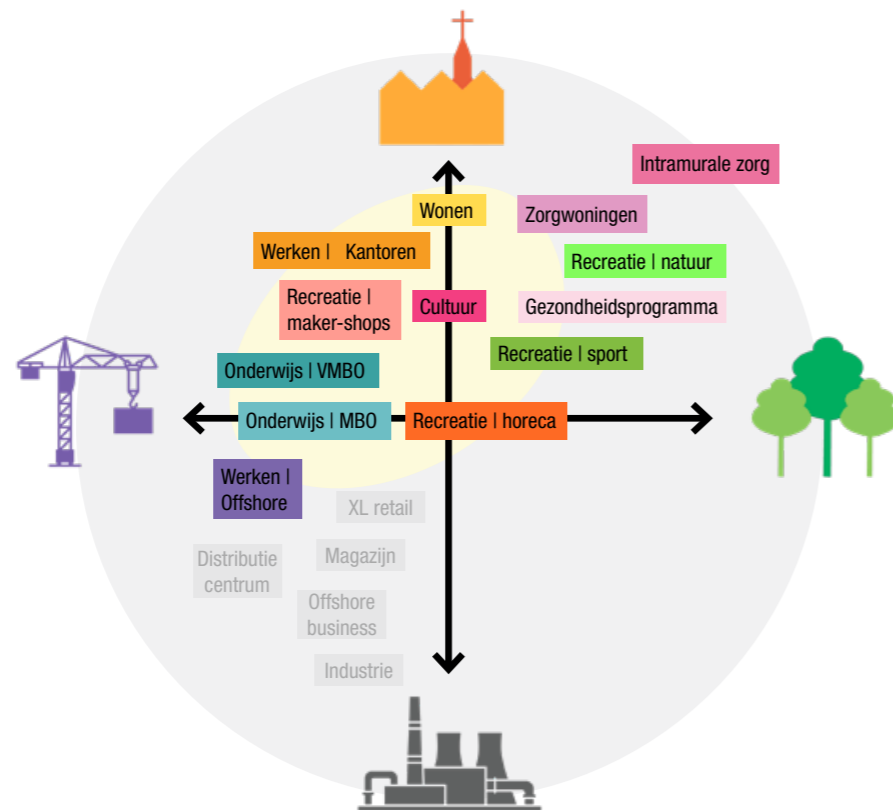 Intramurale zorg
Wonen
Zorgwoningen
Werken | Kantoren
Recreatie | natuur
Recreatie |
maker-shops
Cultuur
Gezondheidsprogramma
Recreatie | sport
Onderwijs | VMBO
Onderwijs | MBO
Recreatie | horeca
Werken |
Offshore
XL retail
Distributie
centrum
Magazijn
Offshore
business
Industrie